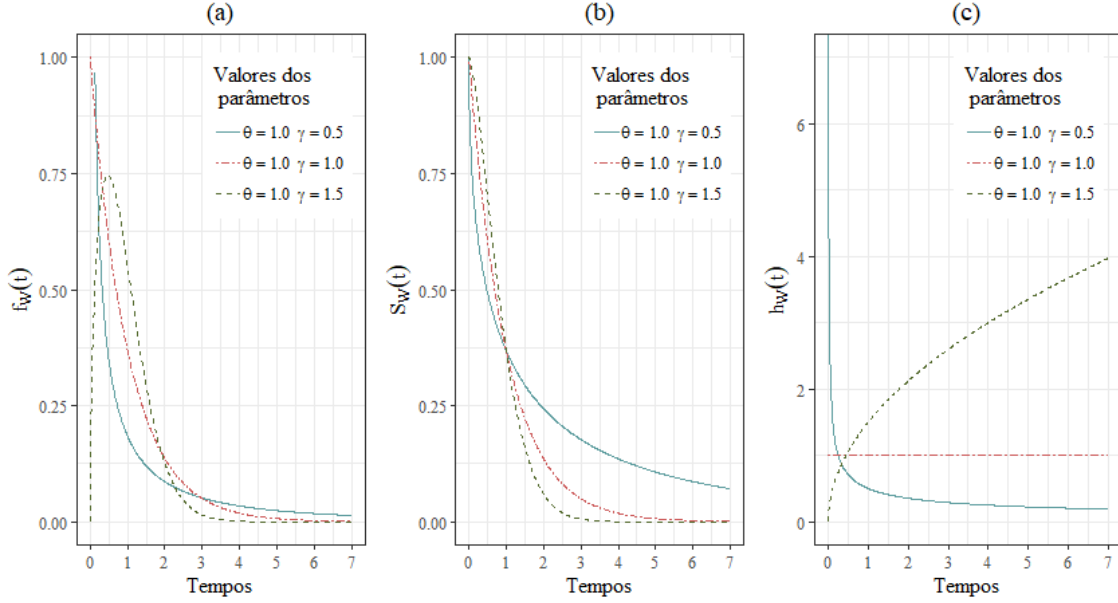 (a)
1.00
0.75
0.50
0.25
0.00
fw(t)
Valores dos
parâmetros
θ = 1.0 γ = 0.5
θ = 1.0 γ = 1.0
θ = 1.0 γ = 1.5
0 1 2 3 4 5 6 7
Tempos
(b)
1.00
0.75
0.50
0.25
0.00
Sw(t)
Valores dos
parâmetros
θ = 1.0 γ = 0.5
θ = 1.0 γ = 1.0
θ = 1.0 γ = 1.5
0 1 2 3 4 5 6 7
Tempos
(c)
6
4
2
0
hw(t)
Valores dos
parâmetros
θ = 1.0 γ = 0.5
θ = 1.0 γ = 1.0
θ = 1.0 γ = 1.5
0 1 2 3 4 5 6 7
Tempos